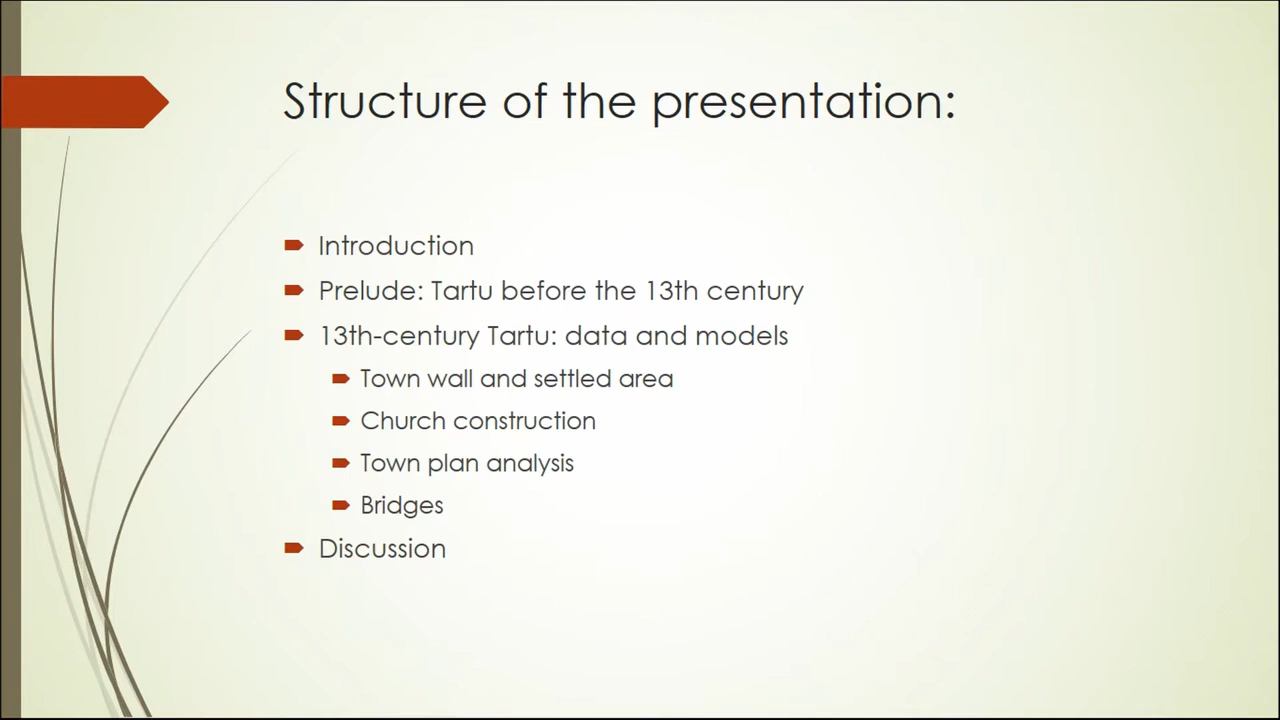 Structure of the presentation:
Introduction
Prelude: Tartu before the 13th century
13th-century Tartu: data and models
Town wall and settled area
Church construction
Town plan analysis
Bridges
Discussion